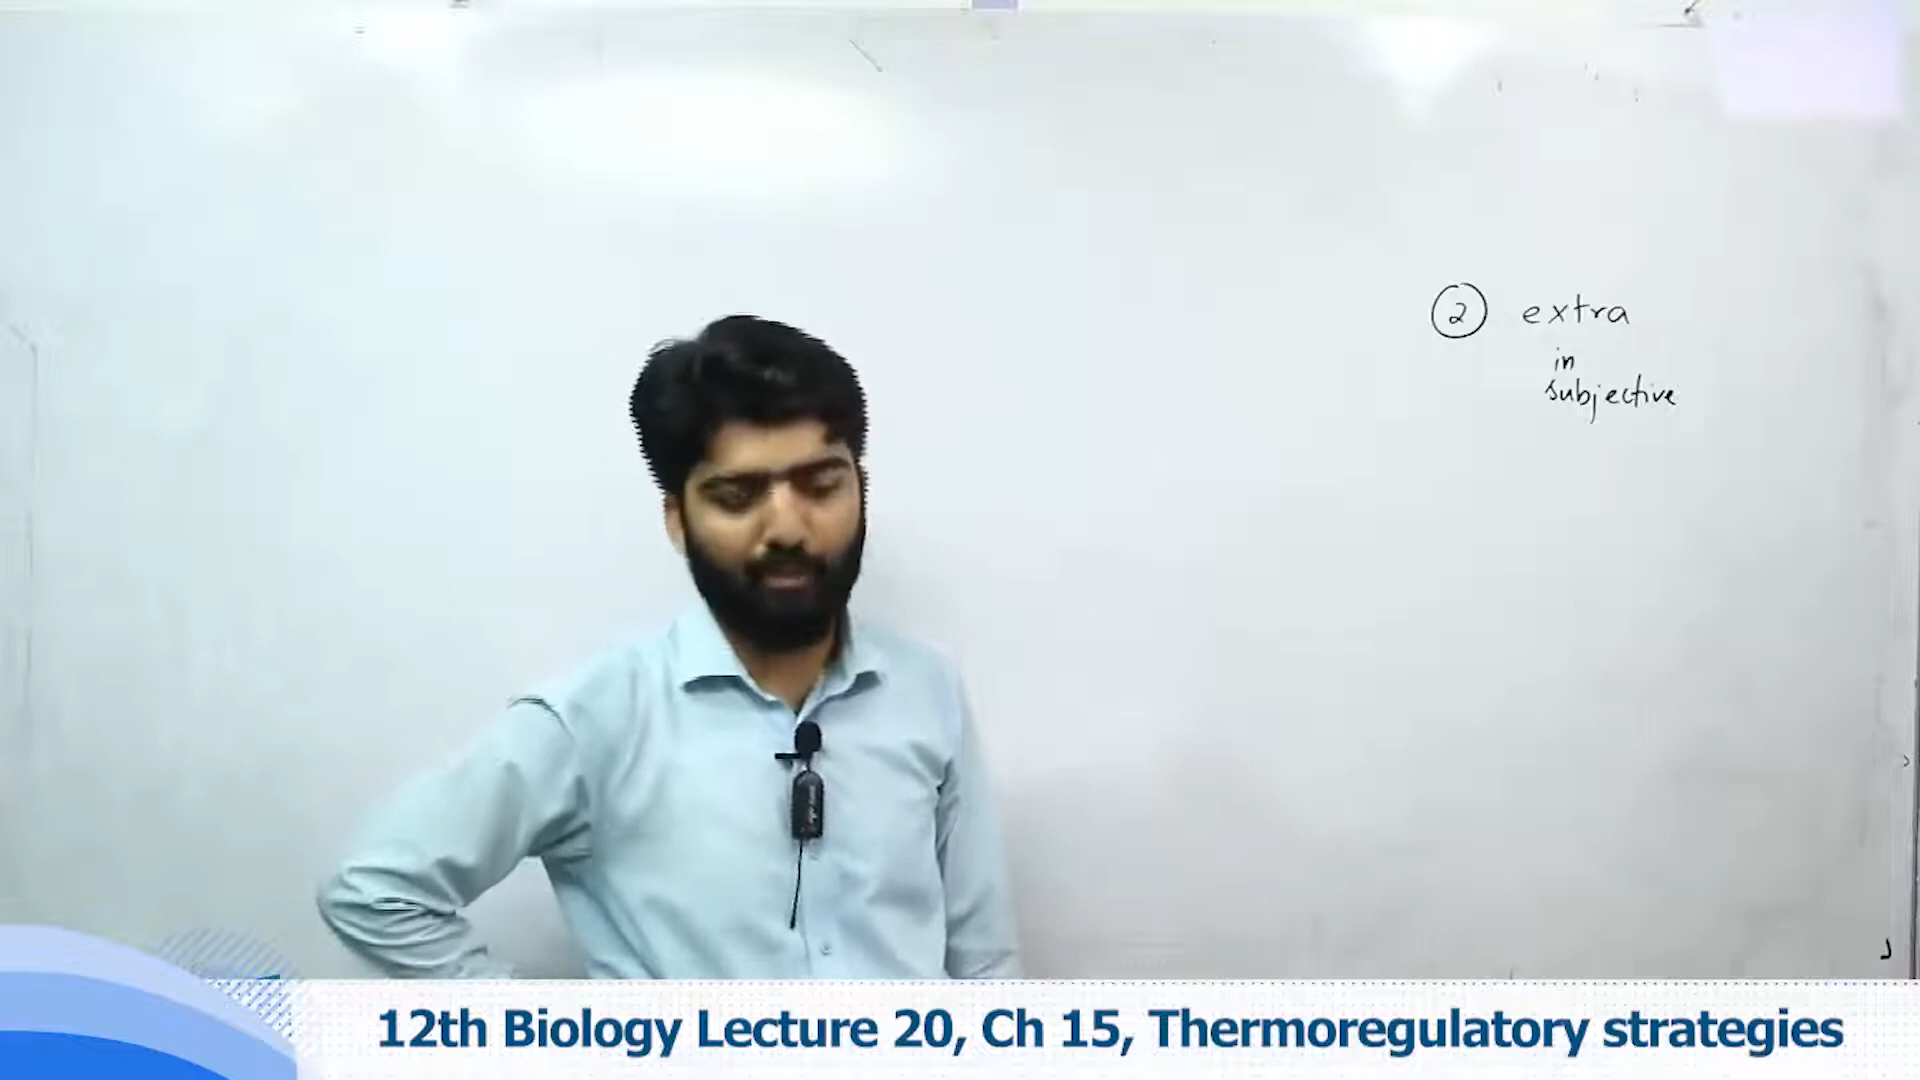 ② extra
in
subjective
12th Biology Lecture 20, Ch 15, Thermoregulatory strategies